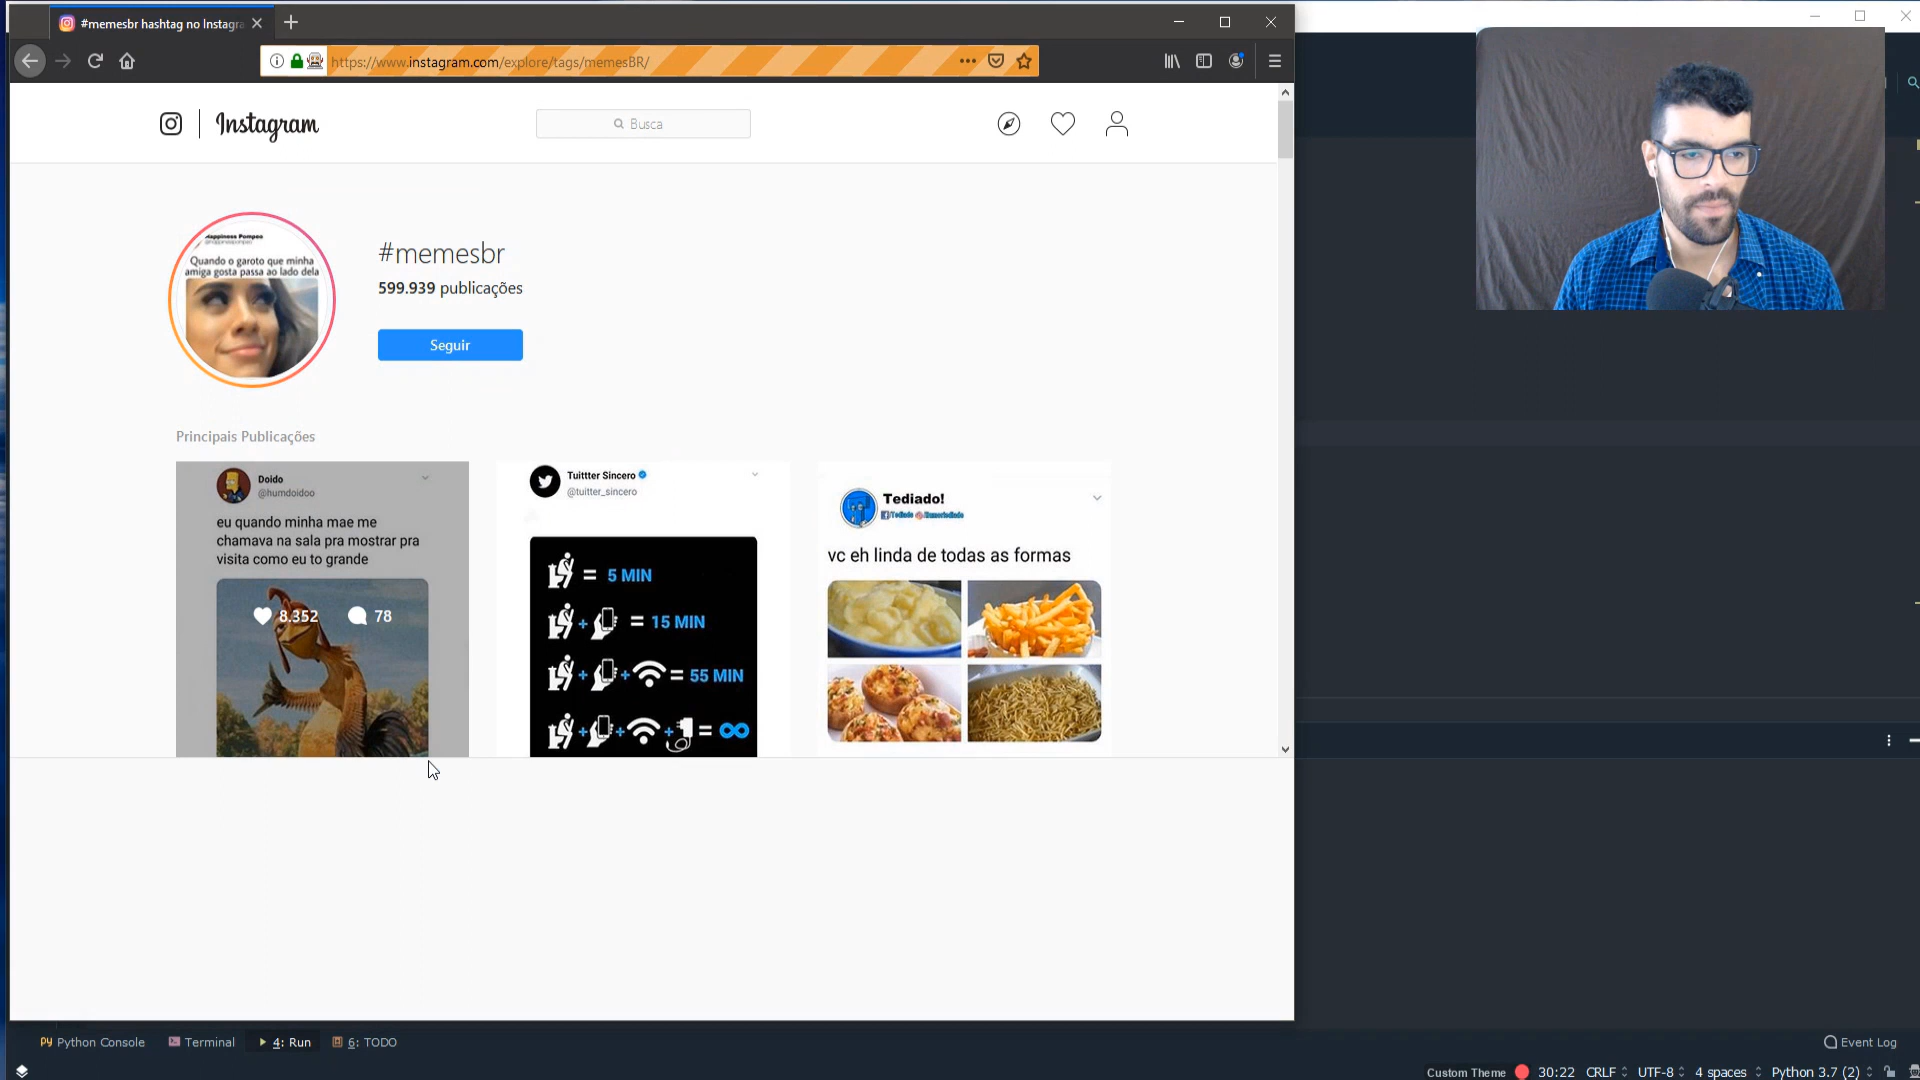 #memesbr hashtag no Instagra
https://www.instagram.com/explore/tags/memesBR/
Instagram
Busca
Happiness Pompeo
Quando o garoto que minha
amiga gosta passa ao lado dela
#memesbr
599.939 publicações
Seguir
Principais Publicações
Doido
@humdoidoo
eu quando minha mae me
chamava na sala pra mostrar pra
visita como eu to grande
8.352 78
Tuittter Sincero
@tuitter_sincero
= 5 MIN
+ = 15 MIN
+ + = 55 MIN
+ + + = ∞
Tediado!
/Tediado
vc eh linda de todas as formas
Python Console
Terminal
4: Run
6: TODO
Event Log
Custom Theme
30:22 CRLF UTF-8 4 spaces Python 3.7 (2)